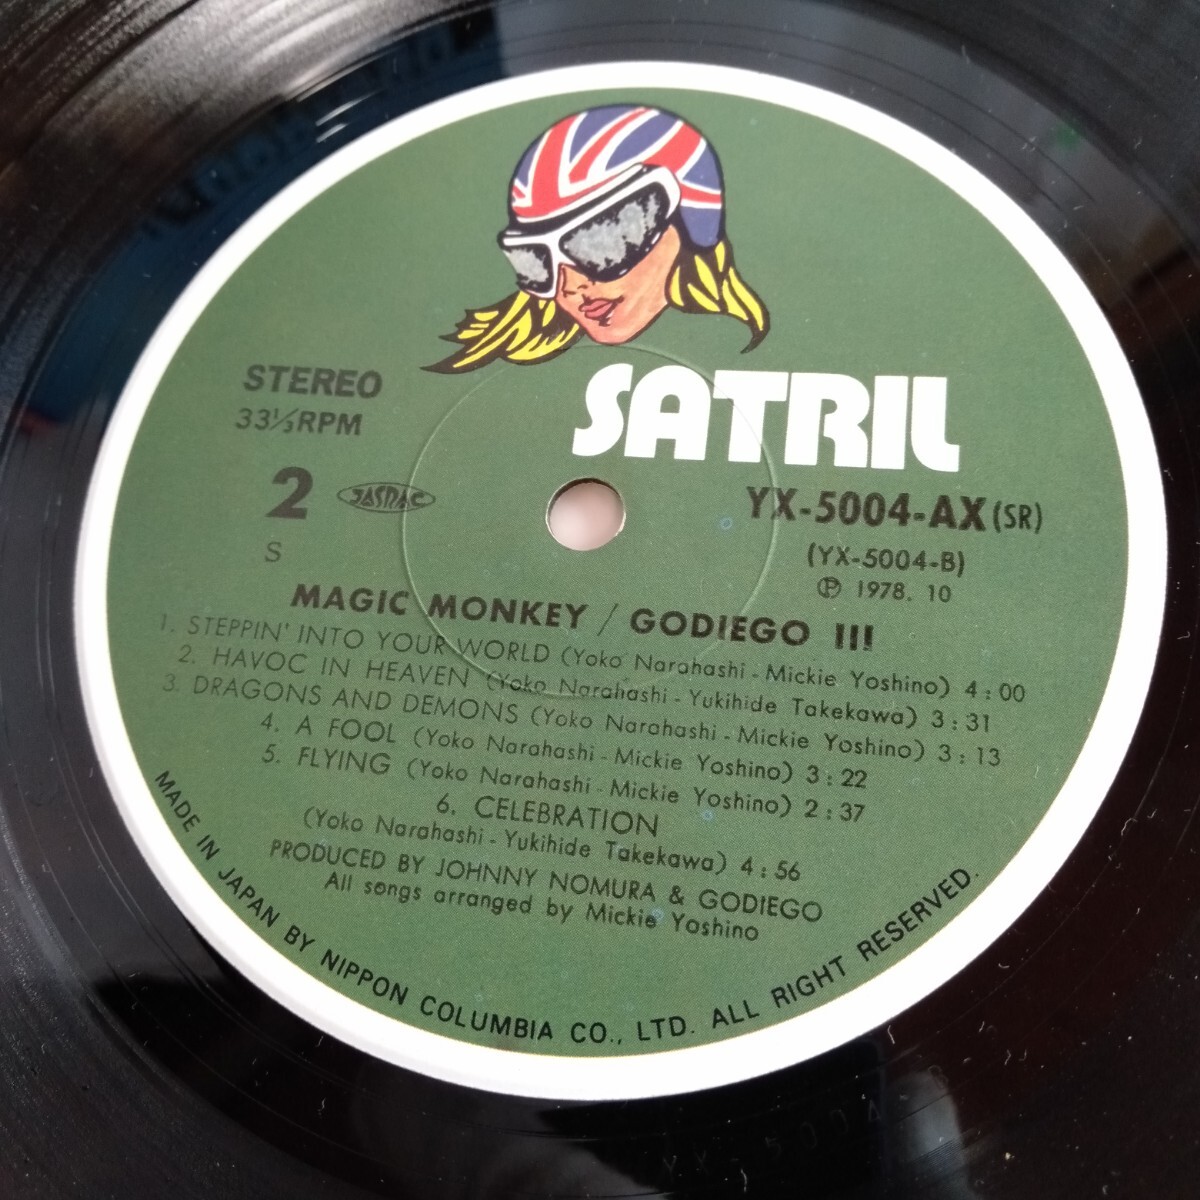 SATRIL
STEREO
33⅓RPM
2
JASRAC
S
YX-5004-AX(SR)
(YX-5004-B)
Ⓟ 1978. 10
MAGIC MONKEY / GODIEGO III
1. STEPPIN' INTO YOUR WORLD (Yoko Narahashi - Mickie Yoshino) 4:00
2. HAVOC IN HEAVEN (Yoko Narahashi - Yukihide Takekawa) 3:31
3. DRAGONS AND DEMONS (Yoko Narahashi - Mickie Yoshino) 3:13
4. A FOOL (Yoko Narahashi - Mickie Yoshino) 3:22
5. FLYING (Yoko Narahashi - Mickie Yoshino) 2:37
6. CELEBRATION
(Yoko Narahashi - Yukihide Takekawa) 4:56
PRODUCED BY JOHNNY NOMURA & GODIEGO
All songs arranged by Mickie Yoshino
MADE IN JAPAN BY NIPPON COLUMBIA CO., LTD. ALL RIGHT RESERVED.